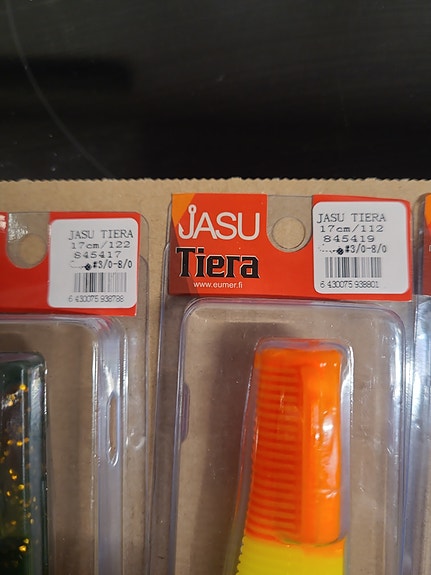 JASU TIERA
17cm/122
845417
#3/0-8/0
6 430075 938788
JASU
Tiera
www.eumer.fi
JASU TIERA
17cm/112
845419
#3/0-8/0
6 430075 938801